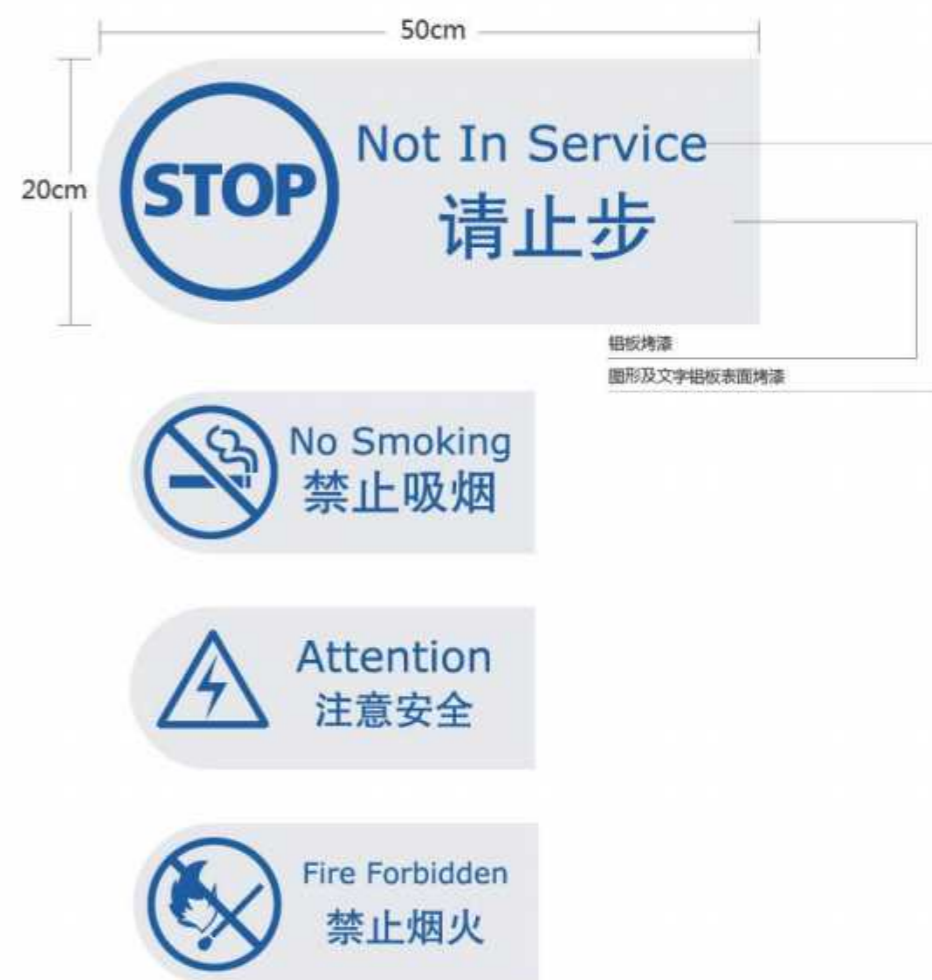 50cm
20cm
STOP
Not In Service
请止步
铝板烤漆
图形及文字铝板表面烤漆
No Smoking
禁止吸烟
Attention
注意安全
Fire Forbidden
禁止烟火